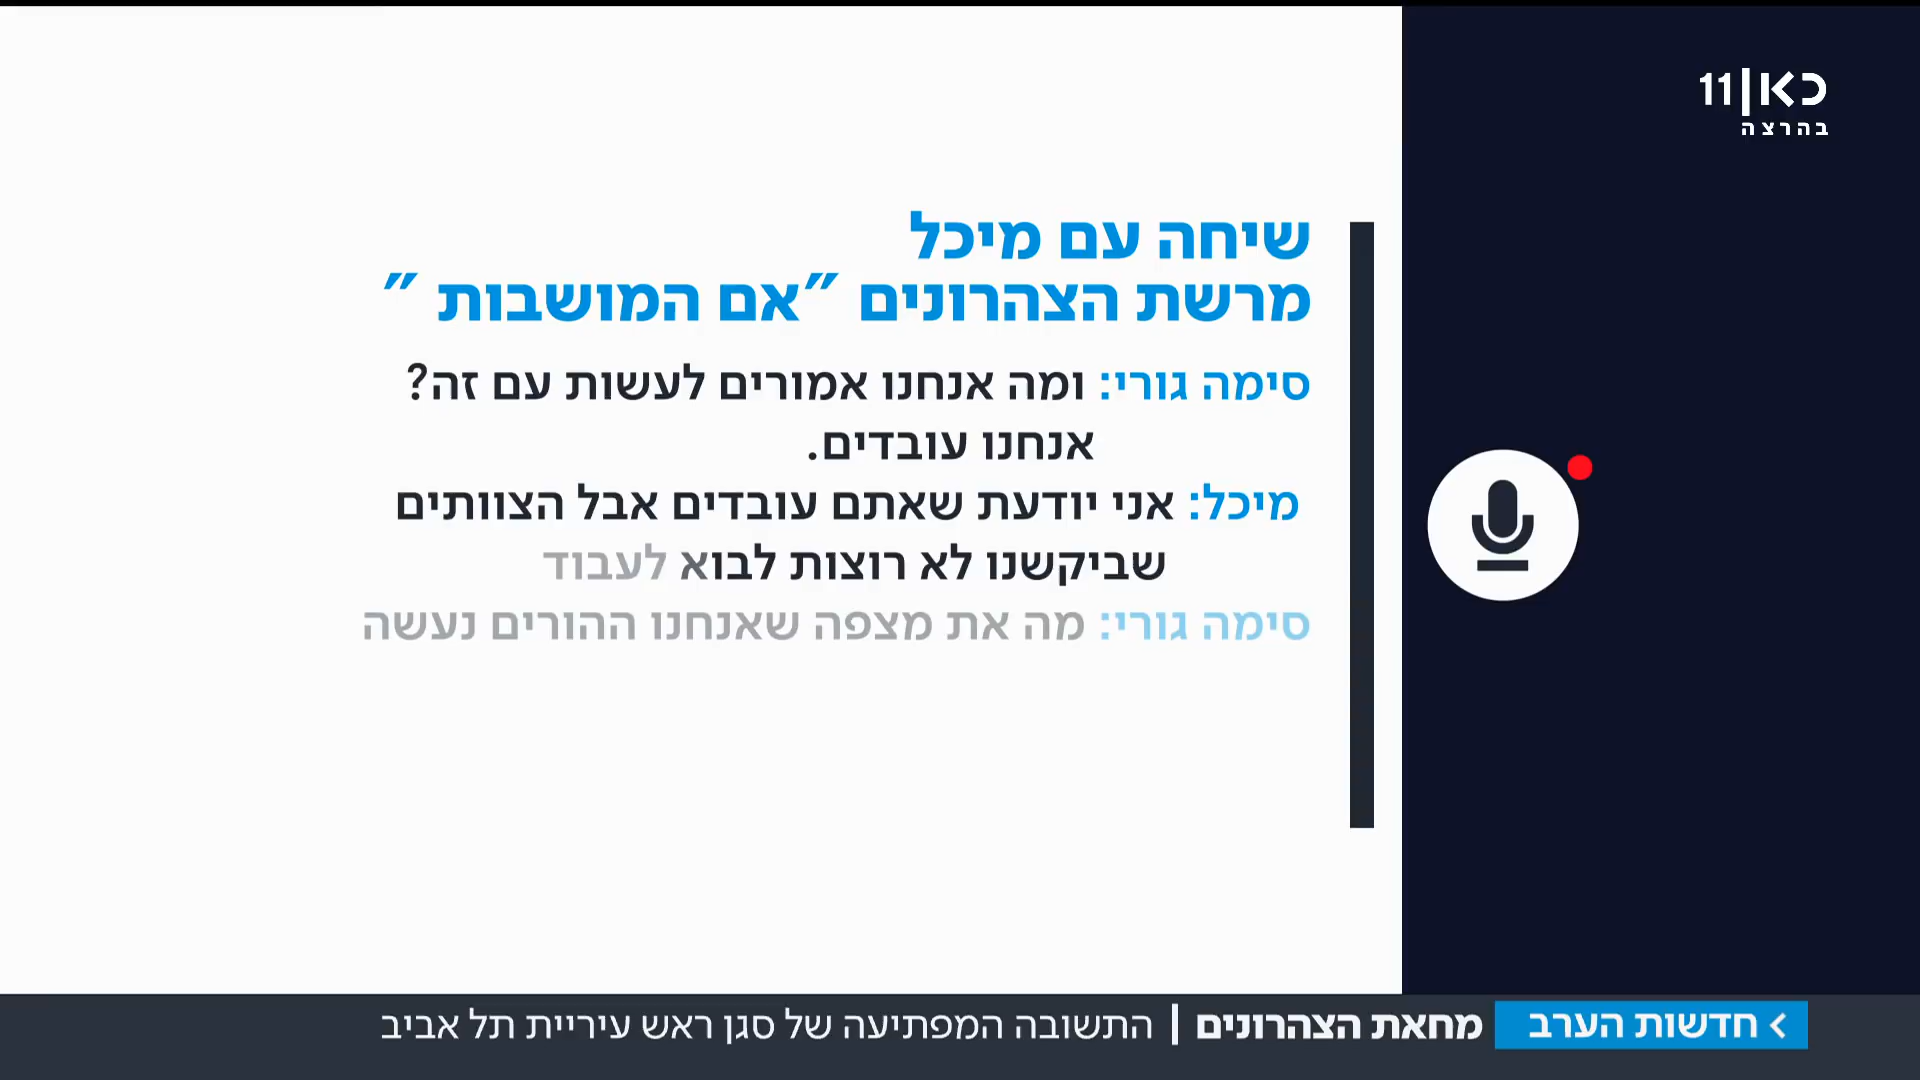 כאן|11
בהרצה
שיחה עם מיכל
מרשת הצהרונים "אם המושבות "
סימה גורי: ומה אנחנו אמורים לעשות עם זה?
אנחנו עובדים.
מיכל: אני יודעת שאתם עובדים אבל הצוותים
שביקשנו לא רוצות לבוא לעבוד
סימה גורי: מה את מצפה שאנחנו ההורים נעשה
חדשות הערב מחאת הצהרונים | התשובה המפתיעה של סגן ראש עיריית תל אביב